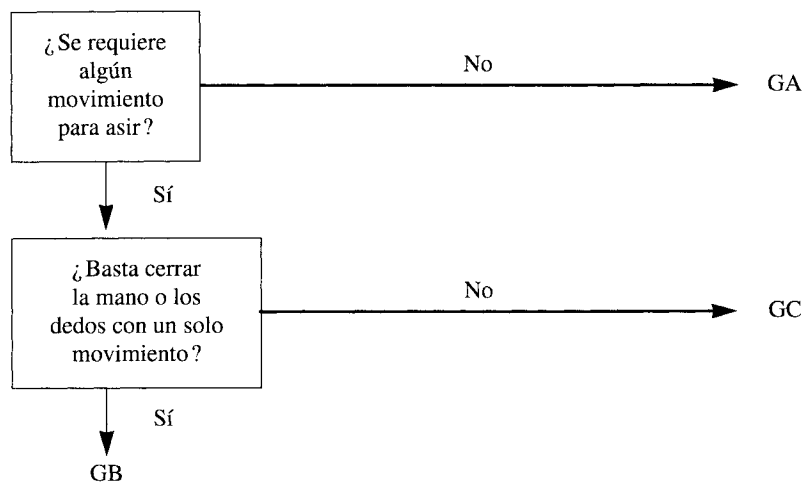 ¿Se requiere
algún
movimiento
para asir?
No
GA
Sí
¿Basta cerrar
la mano o los
dedos con un solo
movimiento?
No
GC
Sí
GB